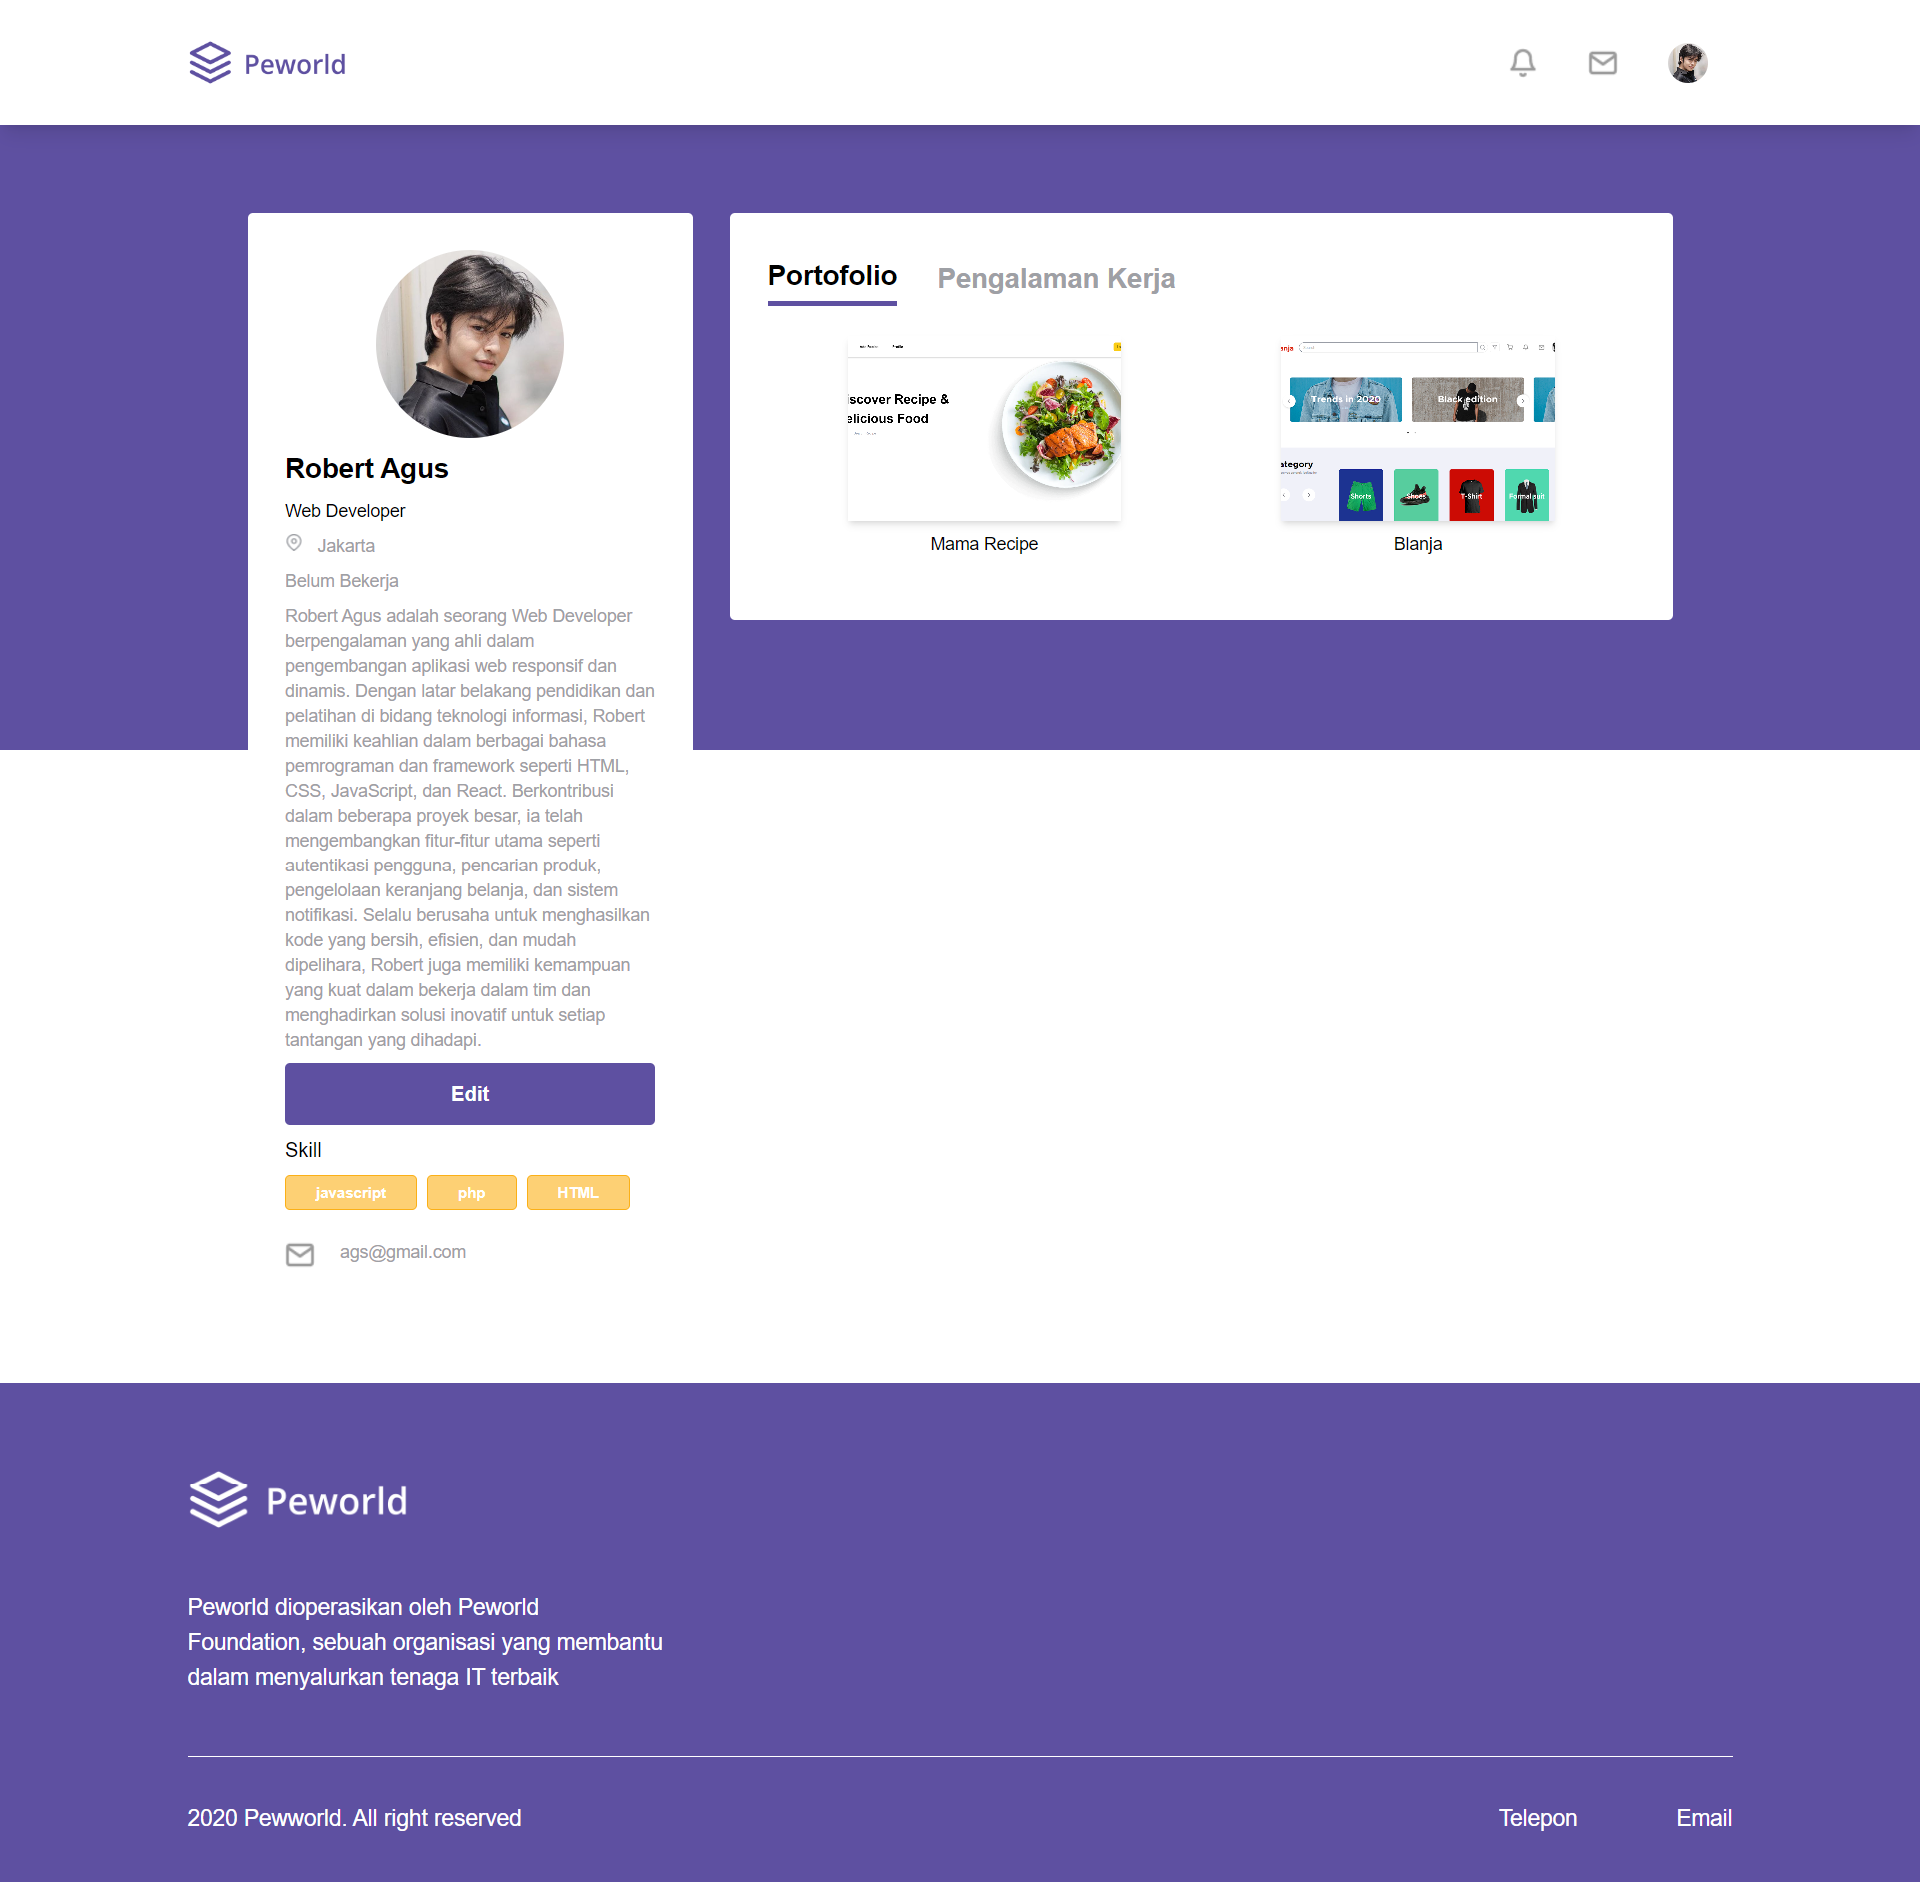 Peworld
Robert Agus
Web Developer
Jakarta
Belum Bekerja
Robert Agus adalah seorang Web Developer
berpengalaman yang ahli dalam
pengembangan aplikasi web responsif dan
dinamis. Dengan latar belakang pendidikan dan
pelatihan di bidang teknologi informasi, Robert
memiliki keahlian dalam berbagai bahasa
pemrograman dan framework seperti HTML,
CSS, JavaScript, dan React. Berkontribusi
dalam beberapa proyek besar, ia telah
mengembangkan fitur-fitur utama seperti
autentikasi pengguna, pencarian produk,
pengelolaan keranjang belanja, dan sistem
notifikasi. Selalu berusaha untuk menghasilkan
kode yang bersih, efisien, dan mudah
dipelihara, Robert juga memiliki kemampuan
yang kuat dalam bekerja dalam tim dan
menghadirkan solusi inovatif untuk setiap
tantangan yang dihadapi.
Edit
Skill
javascript php HTML
ags@gmail.com
Portofolio Pengalaman Kerja
Profile
iscover Recipe &
elicious Food
Mama Recipe
anja
Trends in 2020 Black edition
ategory
Shorts Shoes T-Shirt Formal suit
Blanja
Peworld
Peworld dioperasikan oleh Peworld
Foundation, sebuah organisasi yang membantu
dalam menyalurkan tenaga IT terbaik
2020 Pewworld. All right reserved
Telepon Email